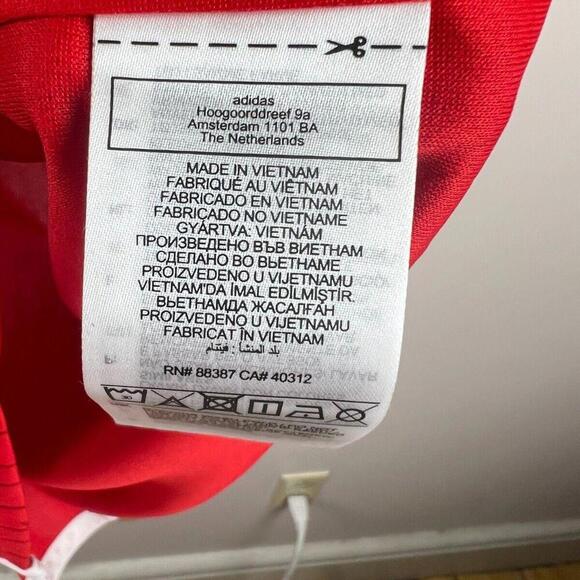 adidas
Hoogoorddreef 9a
Amsterdam 1101 BA
The Netherlands
MADE IN VIETNAM
FABRIQUÉ AU VIÊTNAM
FABRICADO EN VIETNAM
FABRICADO NO VIETNAME
GYÁRTVA: VIETNÁM
ПРОИЗВЕДЕНО ВЪВ ВИЕТНАМ
СДЕЛАНО ВО ВЬЕТНАМЕ
PROIZVEDENO U VIJETNAMU
VİETNAM'DA İMAL EDİLMİŞTİR.
ВЬЕТНАМДА ЖАСАЛҒАН
PROIZVEDENO U VIJETNAMU
FABRICAT ÎN VIETNAM
بلد المنشأ : فيتنام
RN# 88387 CA# 40312
30